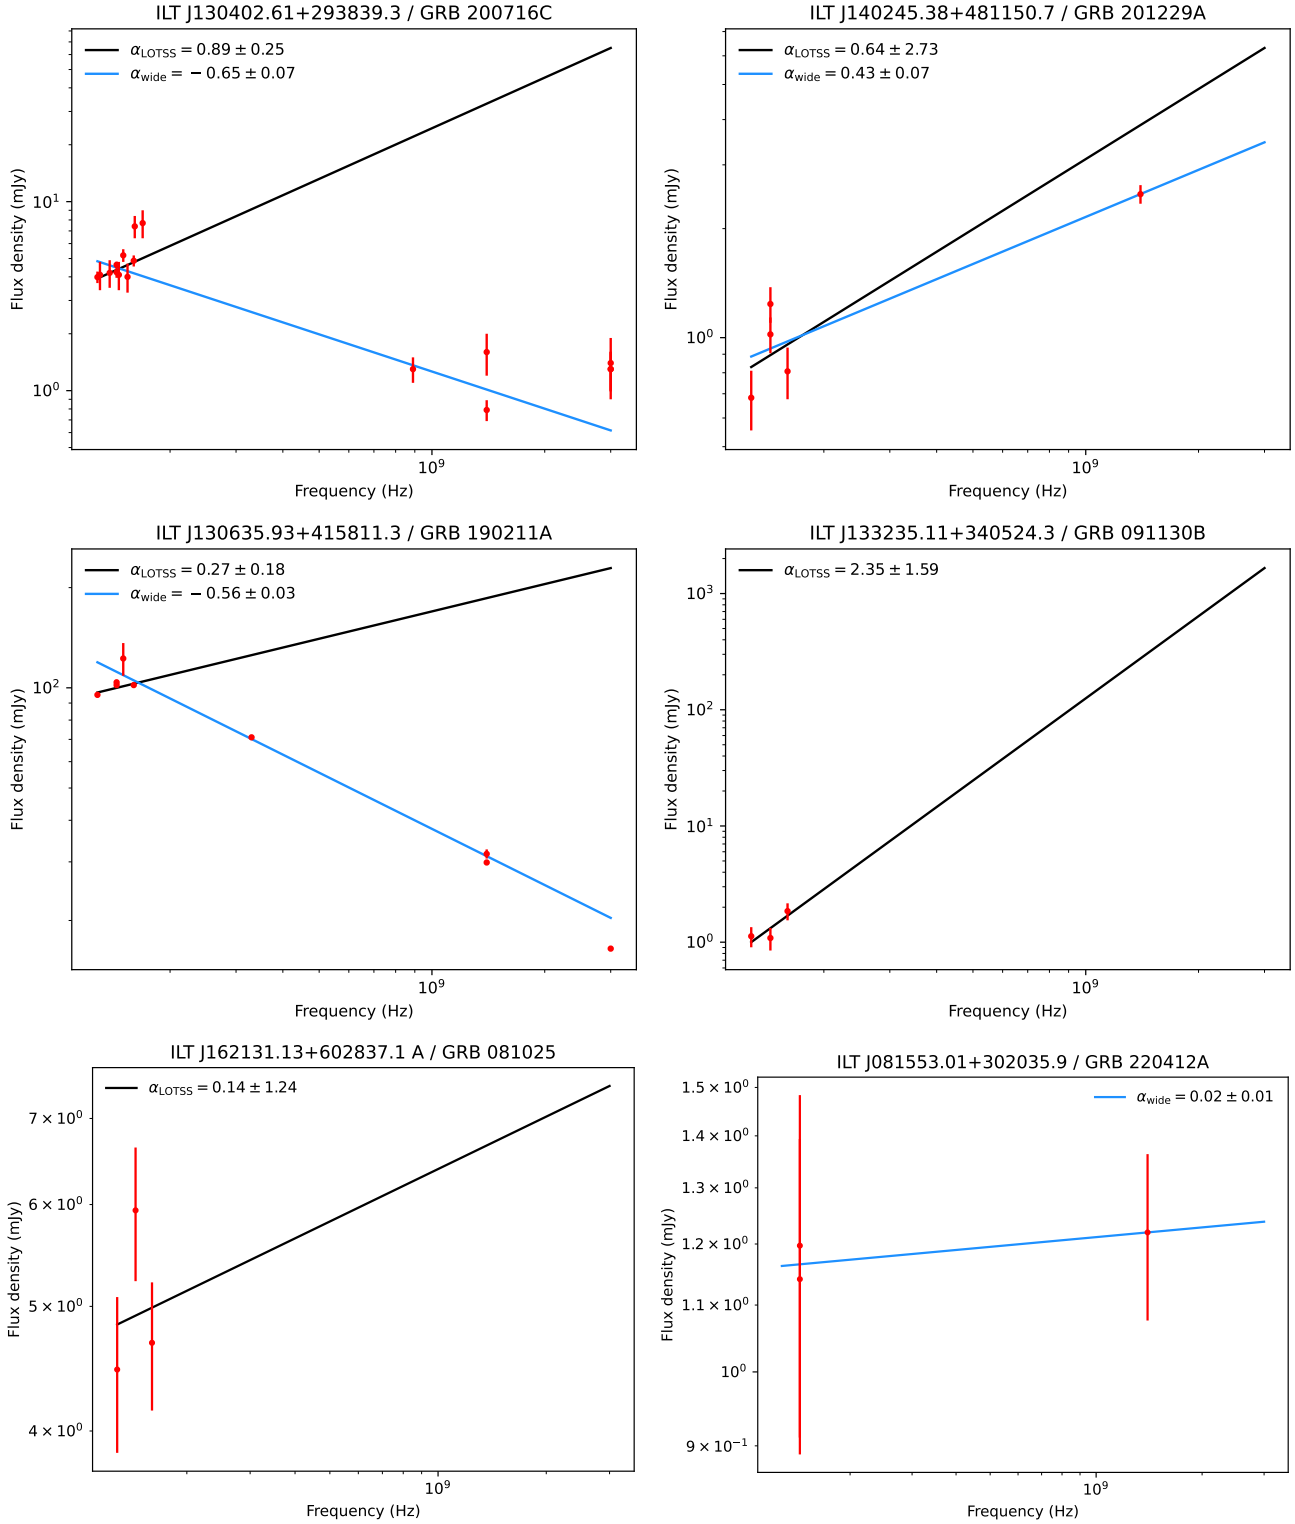 ILT J130402.61+293839.3 / GRB 200716C
α_LOTSS = 0.89 ± 0.25
α_wide = −0.65 ± 0.07
10^1
10^0
Flux density (mJy)
10^9
Frequency (Hz)
ILT J140245.38+481150.7 / GRB 201229A
α_LOTSS = 0.64 ± 2.73
α_wide = 0.43 ± 0.07
10^0
Flux density (mJy)
10^9
Frequency (Hz)
ILT J130635.93+415811.3 / GRB 190211A
α_LOTSS = 0.27 ± 0.18
α_wide = −0.56 ± 0.03
10^2
Flux density (mJy)
10^9
Frequency (Hz)
ILT J133235.11+340524.3 / GRB 091130B
α_LOTSS = 2.35 ± 1.59
10^3
10^2
10^1
10^0
Flux density (mJy)
10^9
Frequency (Hz)
ILT J162131.13+602837.1 A / GRB 081025
α_LOTSS = 0.14 ± 1.24
7 × 10^0
6 × 10^0
5 × 10^0
4 × 10^0
Flux density (mJy)
10^9
Frequency (Hz)
ILT J081553.01+302035.9 / GRB 220412A
α_wide = 0.02 ± 0.01
1.5 × 10^0
1.4 × 10^0
1.3 × 10^0
1.2 × 10^0
1.1 × 10^0
10^0
9 × 10^−1
Flux density (mJy)
10^9
Frequency (Hz)